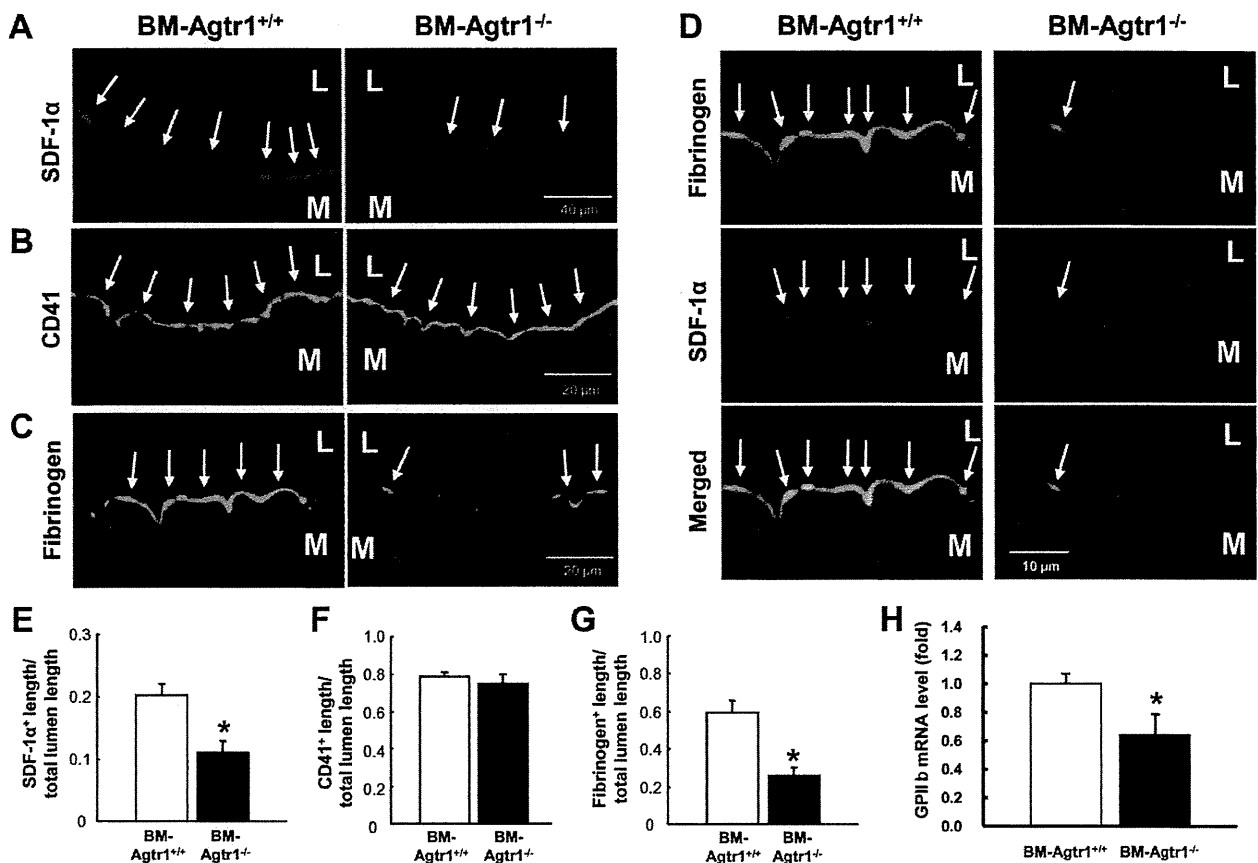 A
BM-Agtr1+/+
BM-Agtr1-/-
SDF-1α
L
M
L
M
40 μm
B
CD41
L
M
L
M
20 μm
C
Fibrinogen
L
M
L
M
20 μm
D
BM-Agtr1+/+
BM-Agtr1-/-
Fibrinogen
L
M
L
M
SDF-1α
L
M
L
M
Merged
L
M
L
M
10 μm
E
SDF-1α+ length/
total lumen length
0.3
0.2
0.1
0
*
BM-
Agtr1+/+
BM-
Agtr1-/-
F
CD41+ length/
total lumen length
1.0
0.8
0.6
0.4
0.2
0
BM-
Agtr1+/+
BM-
Agtr1-/-
G
Fibrinogen+ length/
total lumen length
1.0
0.8
0.6
0.4
0.2
0
*
BM-
Agtr1+/+
BM-
Agtr1-/-
H
GPII b mRNA level (fold)
1.4
1.2
1.0
0.8
0.6
0.4
0.2
0.0
*
BM-Agtr1+/+
BM-Agtr1-/-